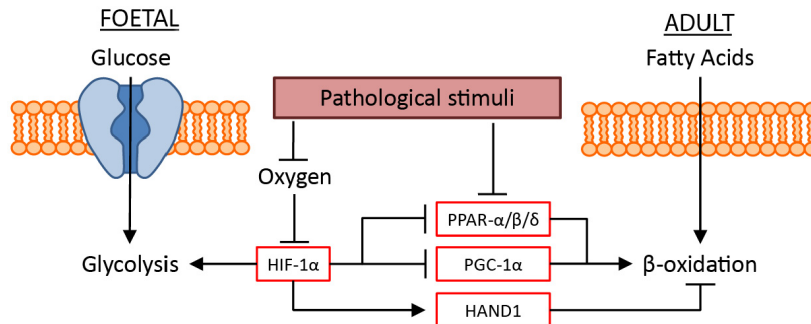 FOETAL
ADULT
Glucose
Fatty Acids
Pathological stimuli
Oxygen
PPAR-α/β/δ
Glycolysis
HIF-1α
PGC-1α
β-oxidation
HAND1